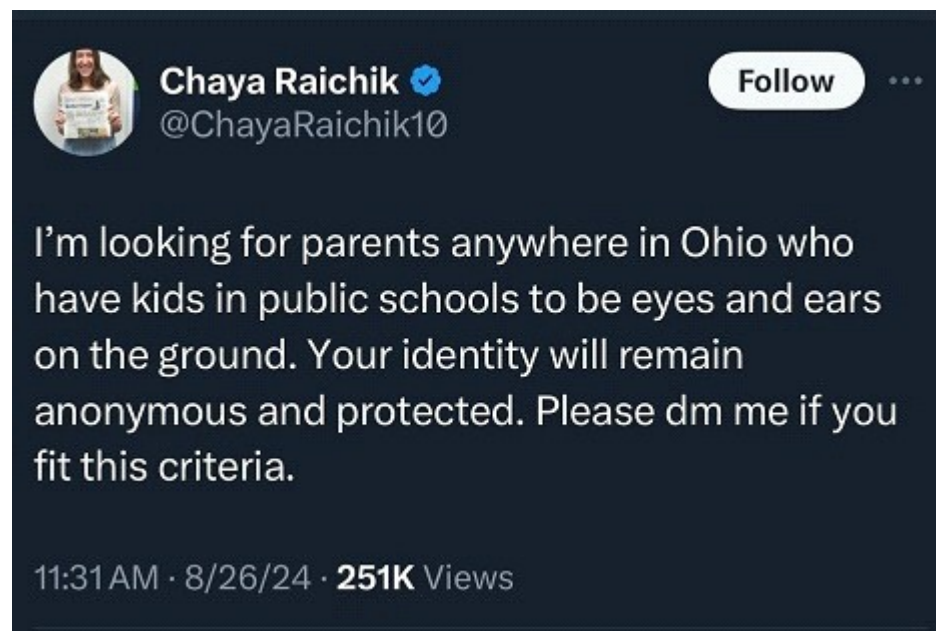 Chaya Raichik
@ChayaRaichik10
Follow
I’m looking for parents anywhere in Ohio who
have kids in public schools to be eyes and ears
on the ground. Your identity will remain
anonymous and protected. Please dm me if you
fit this criteria.
11:31 AM · 8/26/24 · 251K Views